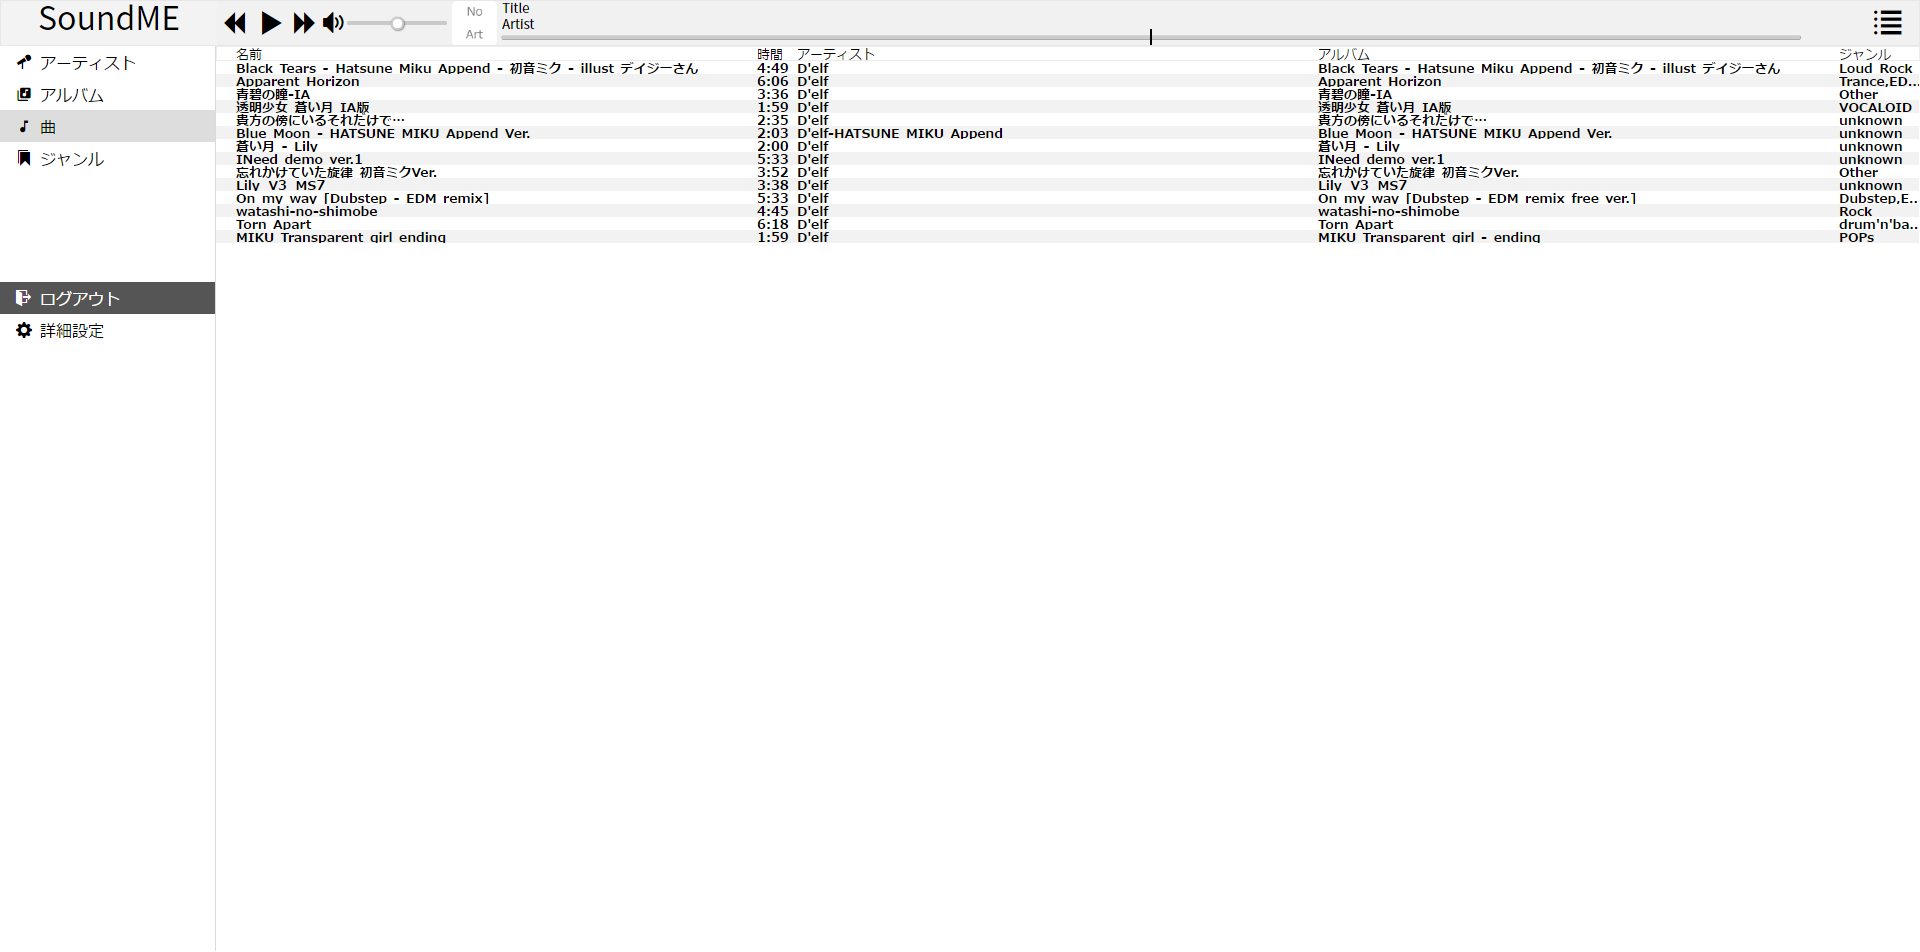 SoundME
No
Art
Title
Artist
アーティスト
アルバム
曲
ジャンル
ログアウト
詳細設定
名前 時間 アーティスト アルバム ジャンル
Black Tears - Hatsune Miku Append - 初音ミク - illust デイジーさん 4:49 D'elf Black Tears - Hatsune Miku Append - 初音ミク - illust デイジーさん Loud Rock
Apparent Horizon 6:06 D'elf Apparent Horizon Trance,ED...
青碧の瞳-IA 3:36 D'elf 青碧の瞳-IA Other
透明少女 蒼い月 IA版 1:59 D'elf 透明少女 蒼い月 IA版 VOCALOID
貴方の傍にいるそれだけで… 2:35 D'elf 貴方の傍にいるそれだけで… unknown
Blue Moon - HATSUNE MIKU Append Ver. 2:03 D'elf-HATSUNE MIKU Append Blue Moon - HATSUNE MIKU Append Ver. unknown
蒼い月 - Lily 2:00 D'elf 蒼い月 - Lily unknown
INeed demo ver.1 5:33 D'elf INeed demo ver.1 unknown
忘れかけていた旋律 初音ミクVer. 3:52 D'elf 忘れかけていた旋律 初音ミクVer. Other
Lily V3 MS7 3:38 D'elf Lily V3 MS7 unknown
On my way [Dubstep - EDM remix] 5:33 D'elf On my way [Dubstep - EDM remix free ver.] Dubstep,E...
watashi-no-shimobe 4:45 D'elf watashi-no-shimobe Rock
Torn Apart 6:18 D'elf Torn Apart drum'n'ba...
MIKU Transparent girl ending 1:59 D'elf MIKU Transparent girl - ending POPs